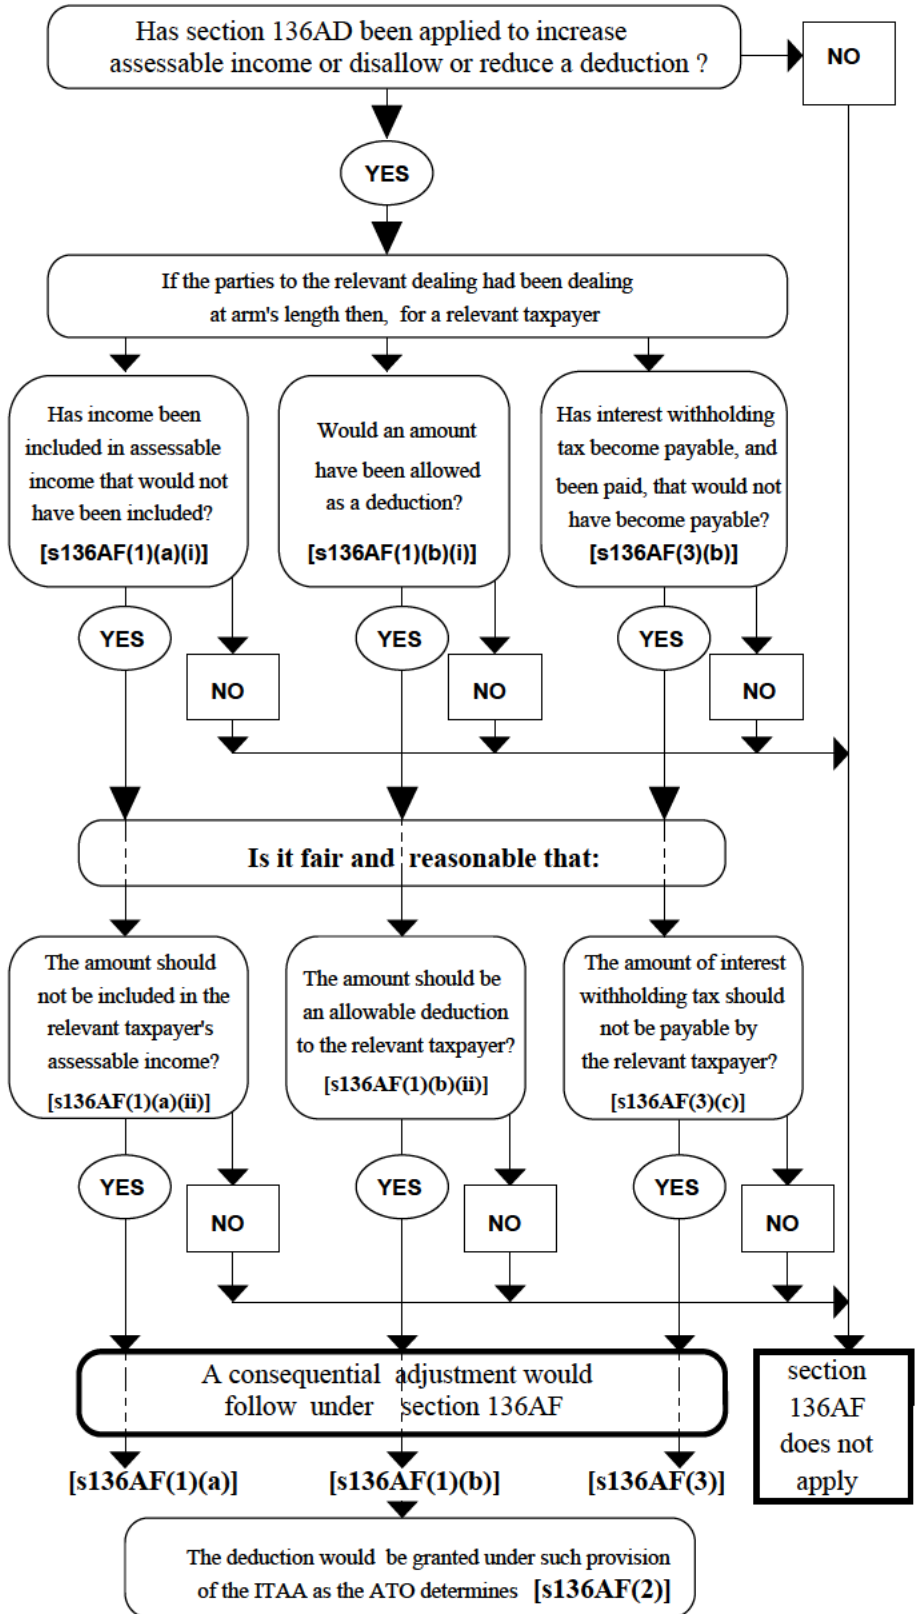 Has section 136AD been applied to increase
assessable income or disallow or reduce a deduction ?
NO
YES
If the parties to the relevant dealing had been dealing
at arm's length then, for a relevant taxpayer
Has income been
included in assessable
income that would not
have been included?
[s136AF(1)(a)(i)]
Would an amount
have been allowed
as a deduction?
[s136AF(1)(b)(i)]
Has interest withholding
tax become payable, and
been paid, that would not
have become payable?
[s136AF(3)(b)]
YES
NO
YES
NO
YES
NO
Is it fair and reasonable that:
The amount should
not be included in the
relevant taxpayer's
assessable income?
[s136AF(1)(a)(ii)]
The amount should be
an allowable deduction
to the relevant taxpayer?
[s136AF(1)(b)(ii)]
The amount of interest
withholding tax should
not be payable by
the relevant taxpayer?
[s136AF(3)(c)]
YES
NO
YES
NO
YES
NO
A consequential adjustment would
follow under section 136AF
section
136AF
does not
apply
[s136AF(1)(a)]
[s136AF(1)(b)]
[s136AF(3)]
The deduction would be granted under such provision
of the ITAA as the ATO determines [s136AF(2)]